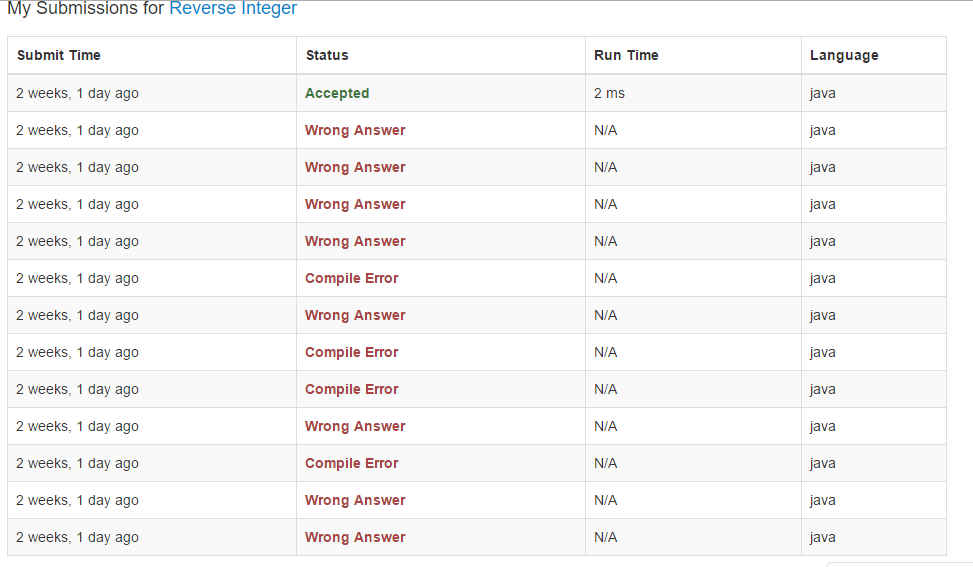 My Submissions for Reverse Integer
Submit Time Status Run Time Language
2 weeks, 1 day ago Accepted 2 ms java
2 weeks, 1 day ago Wrong Answer N/A java
2 weeks, 1 day ago Wrong Answer N/A java
2 weeks, 1 day ago Wrong Answer N/A java
2 weeks, 1 day ago Wrong Answer N/A java
2 weeks, 1 day ago Compile Error N/A java
2 weeks, 1 day ago Wrong Answer N/A java
2 weeks, 1 day ago Compile Error N/A java
2 weeks, 1 day ago Compile Error N/A java
2 weeks, 1 day ago Wrong Answer N/A java
2 weeks, 1 day ago Compile Error N/A java
2 weeks, 1 day ago Wrong Answer N/A java
2 weeks, 1 day ago Wrong Answer N/A java